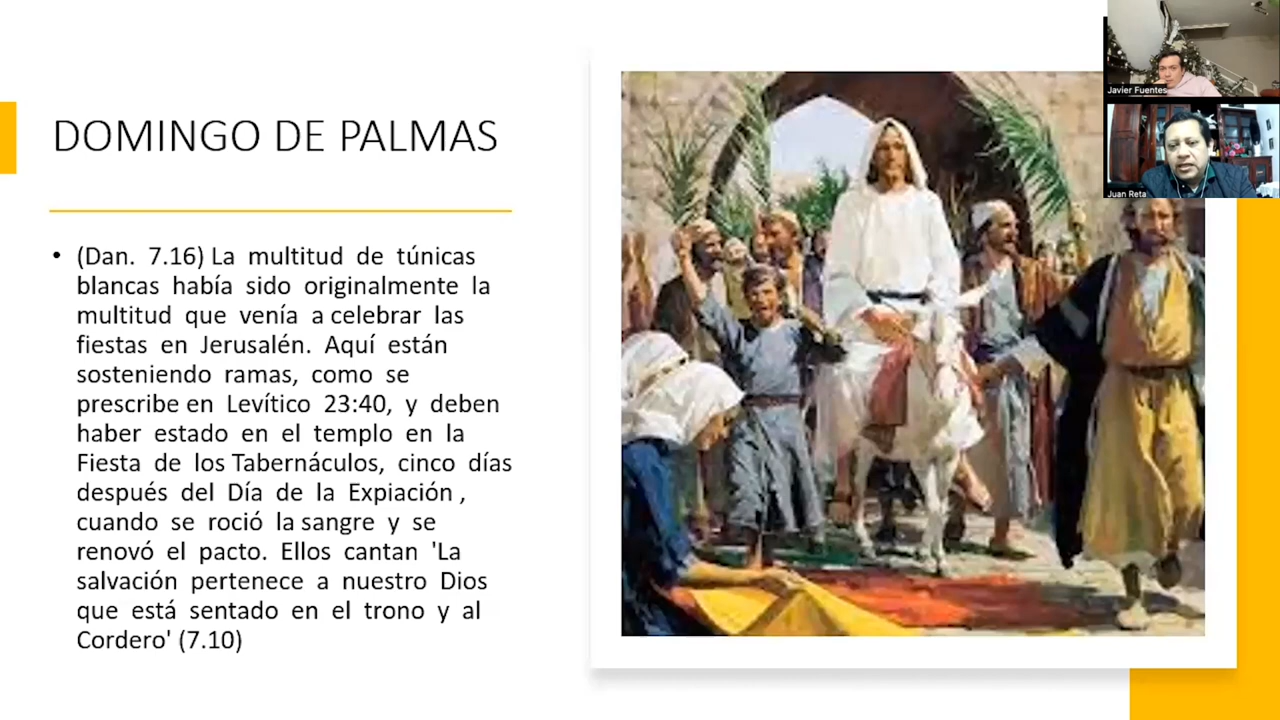 DOMINGO DE PALMAS
• (Dan. 7.16) La multitud de túnicas
blancas había sido originalmente la
multitud que venía a celebrar las
fiestas en Jerusalén. Aquí están
sosteniendo ramas, como se
prescribe en Levítico 23:40, y deben
haber estado en el templo en la
Fiesta de los Tabernáculos, cinco días
después del Día de la Expiación ,
cuando se roció la sangre y se
renovó el pacto. Ellos cantan 'La
salvación pertenece a nuestro Dios
que está sentado en el trono y al
Cordero' (7.10)
Javier Fuentes
Juan Reta